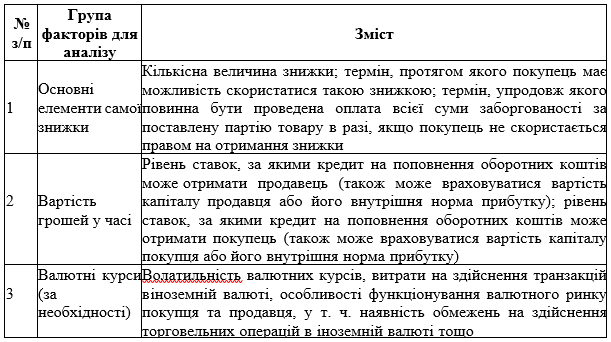 № з/п
Група факторів для аналізу
Зміст
1
Основні елементи самої знижки
Кількісна величина знижки; термін, протягом якого покупець має
можливість скористатися такою знижкою; термін, упродовж якого
повинна бути проведена оплата всієї суми заборгованості за
поставлену партію товару в разі, якщо покупець не скористається
правом на отримання знижки
2
Вартість грошей у часі
Рівень ставок, за якими кредит на поповнення оборотних коштів
може отримати продавець (також може враховуватися вартість
капіталу продавця або його внутрішня норма прибутку); рівень
ставок, за якими кредит на поповнення оборотних коштів може
отримати покупець (також може враховуватися вартість капіталу
покупця або його внутрішня норма прибутку)
3
Валютні курси (за необхідності)
Волатильність валютних курсів, витрати на здійснення транзакцій
віноземній валюті, особливості функціонування валютного ринку
покупця та продавця, у т. ч. наявність обмежень на здійснення
торговельних операцій в іноземній валюті тощо